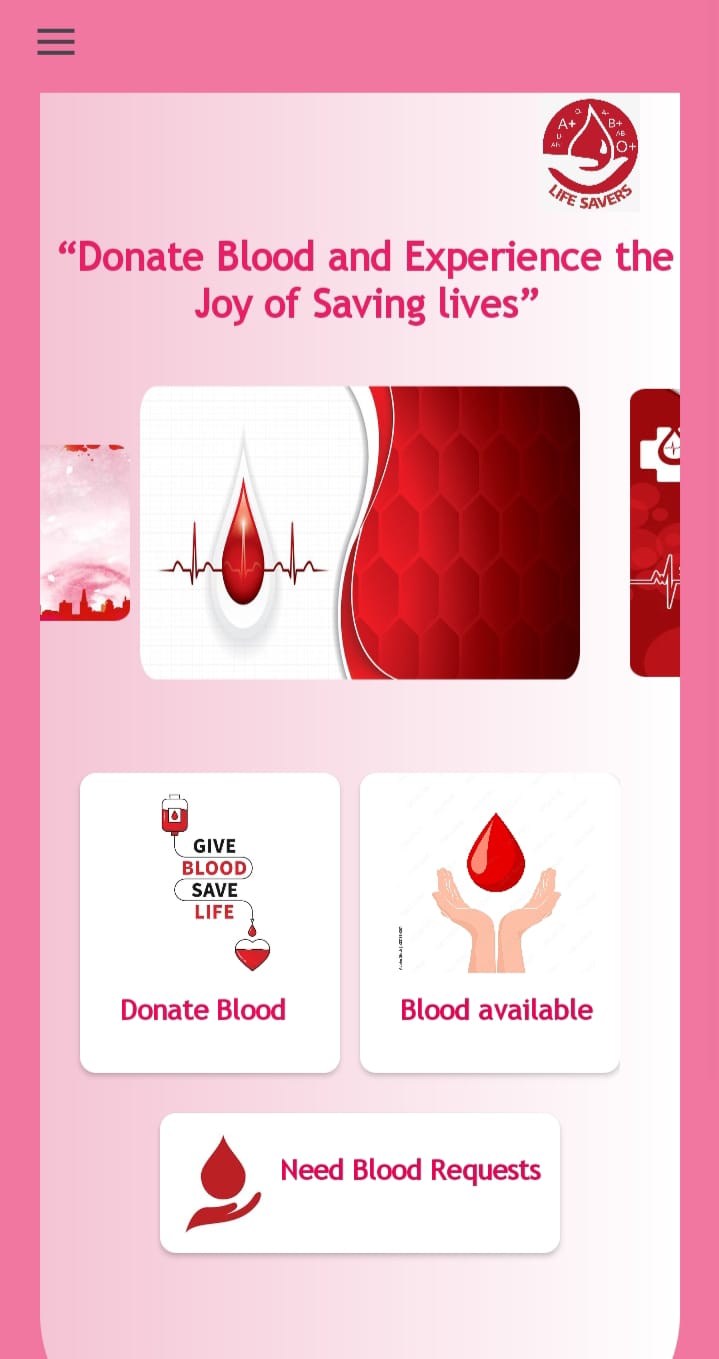 A+
B+
O+
LIFE SAVERS
“Donate Blood and Experience the
Joy of Saving lives”
GIVE
BLOOD
SAVE
LIFE
Donate Blood
Blood available
Need Blood Requests